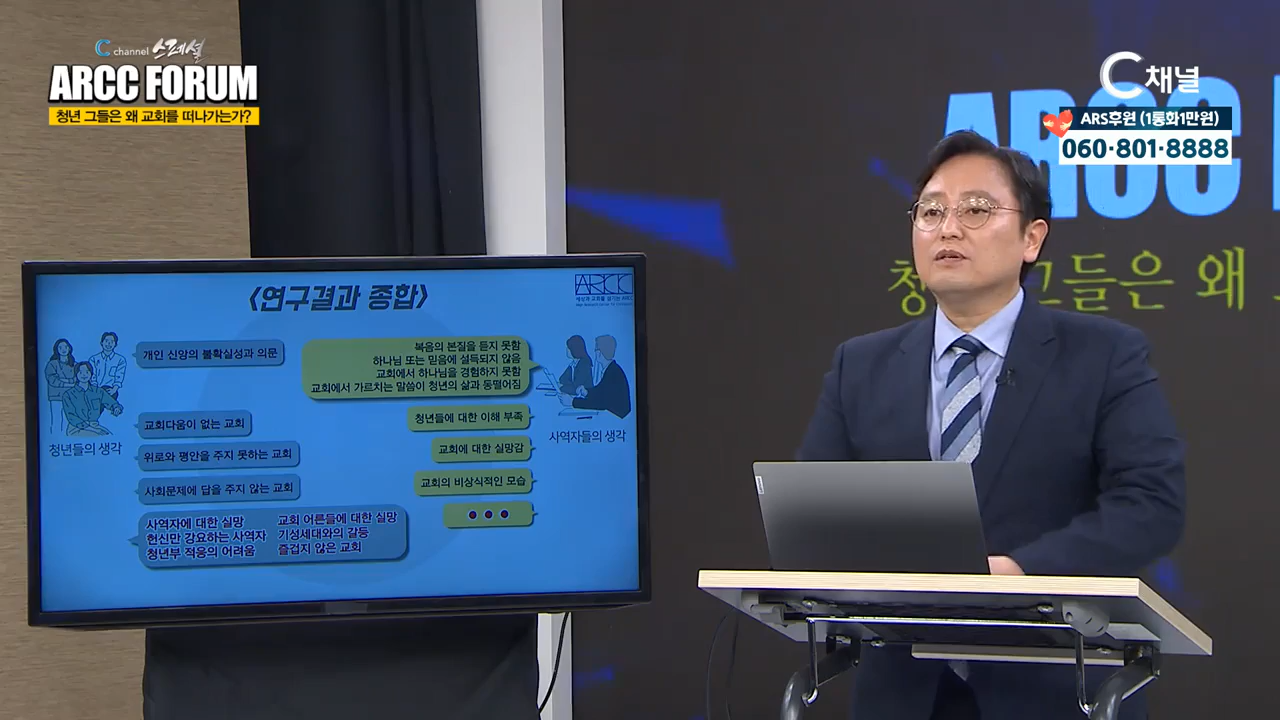 C channel 스페셜
ARCC FORUM
청년 그들은 왜 교회를 떠나가는가?
C채널
ARS후원 (1통화1만원)
060·801·8888
ARCC
청 그들은 왜
<연구결과 종합>
ARCC
개인 신앙의 불확실성과 의문
복음의 본질을 듣지 못함
하나님 또는 믿음에 설득되지 않음
교회에서 하나님을 경험하지 못함
교회에서 가르치는 말씀이 청년의 삶과 동떨어짐
청년들의 생각
사역자들의 생각
교회다움이 없는 교회
청년들에 대한 이해 부족
위로와 평안을 주지 못하는 교회
교회에 대한 실망감
사회문제에 답을 주지 않는 교회
교회의 비상식적인 모습
사역자에 대한 실망 교회 어른들에 대한 실망
헌신만 강요하는 사역자 기성세대와의 갈등
청년부 적응의 어려움 즐겁지 않은 교회